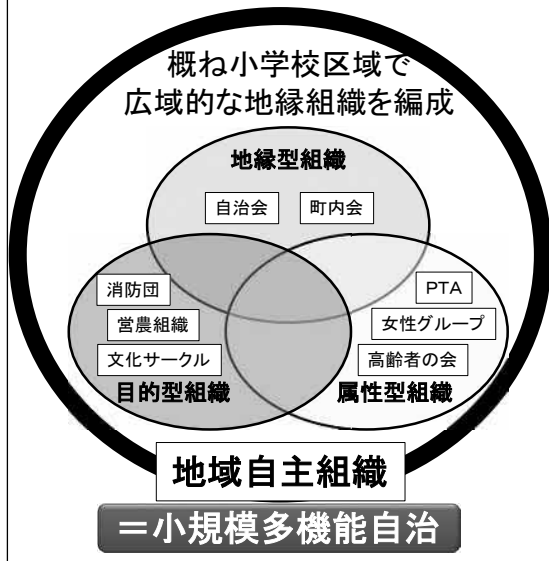 概ね小学校区域で
広域的な地縁組織を編成
地縁型組織
自治会 町内会
消防団
営農組織
文化サークル
目的型組織
PTA
女性グループ
高齢者の会
属性型組織
地域自主組織
＝小規模多機能自治